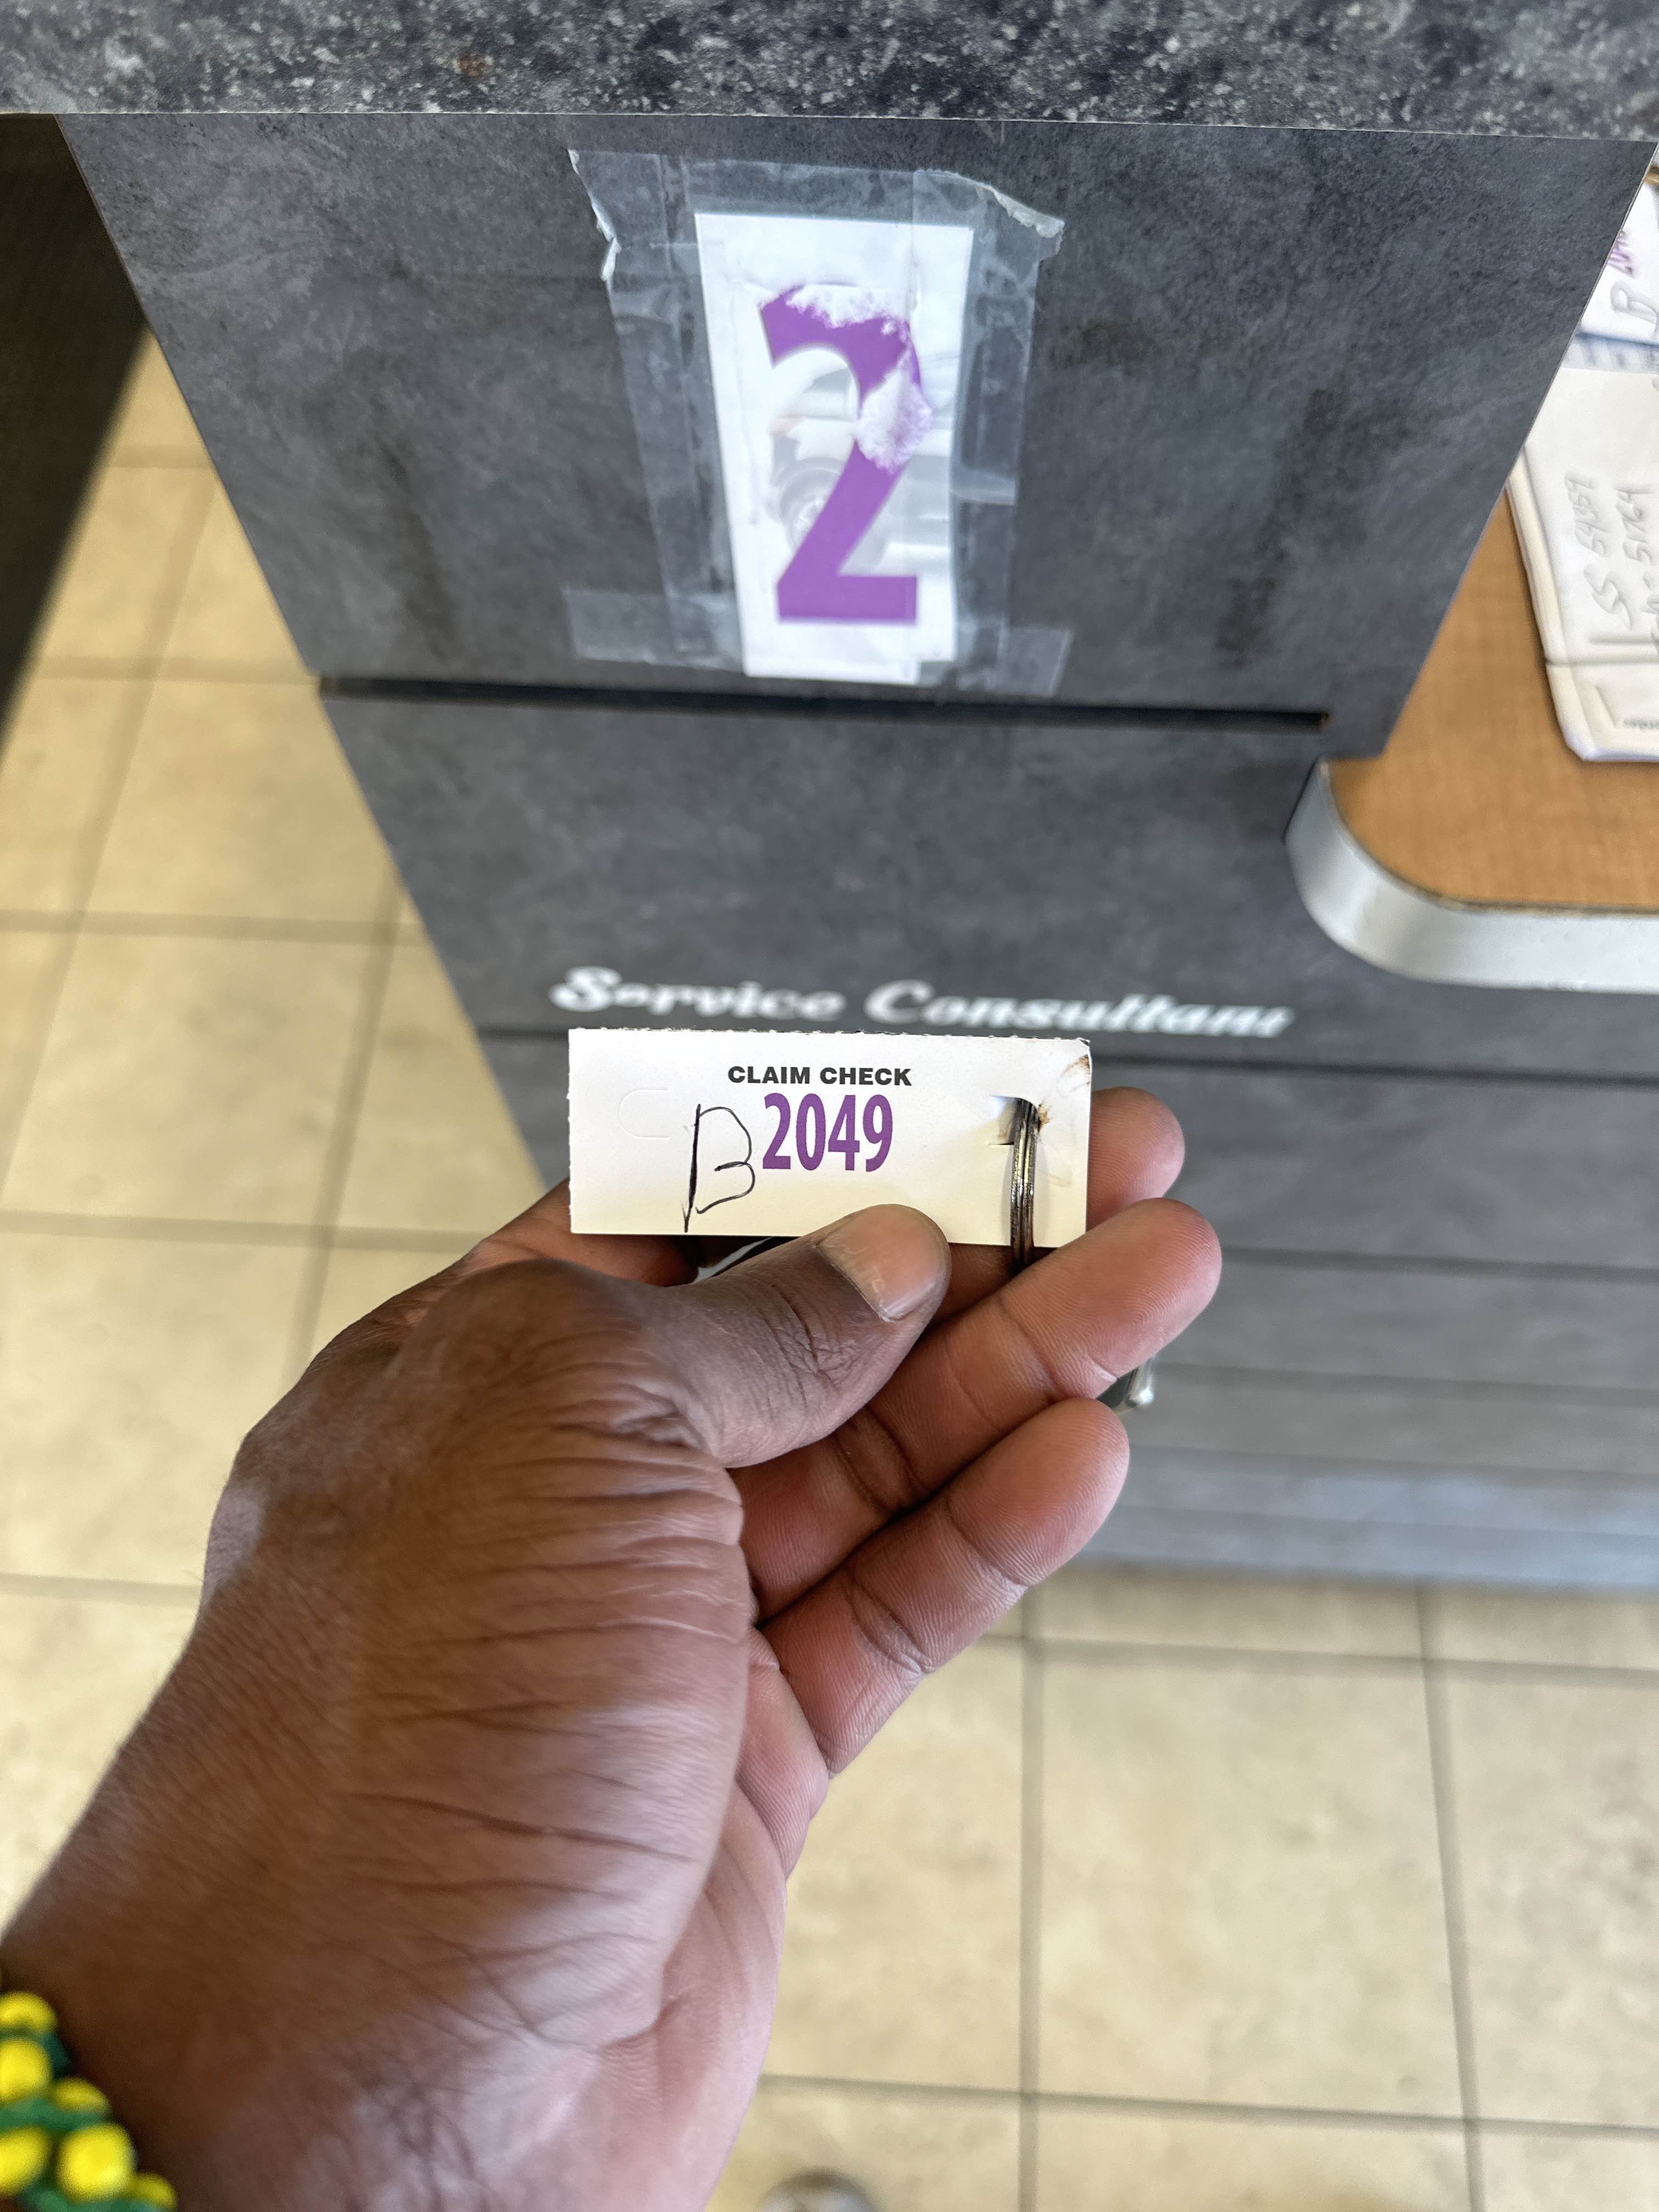 2
Service Consultant
CLAIM CHECK
B 2049